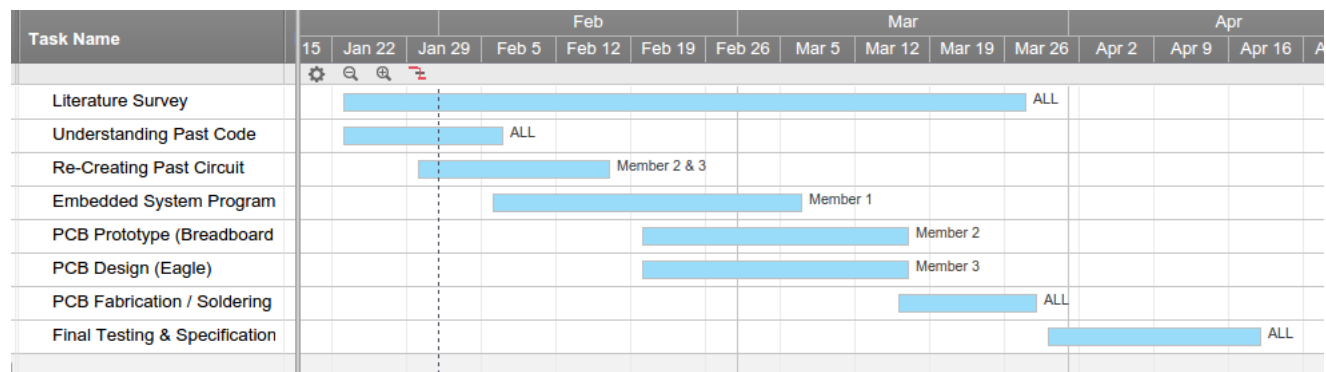 Feb Mar Apr
Task Name
15 Jan 22 Jan 29 Feb 5 Feb 12 Feb 19 Feb 26 Mar 5 Mar 12 Mar 19 Mar 26 Apr 2 Apr 9 Apr 16 A
Literature Survey ALL
Understanding Past Code ALL
Re-Creating Past Circuit Member 2 & 3
Embedded System Program Member 1
PCB Prototype (Breadboard Member 2
PCB Design (Eagle) Member 3
PCB Fabrication / Soldering ALL
Final Testing & Specification ALL